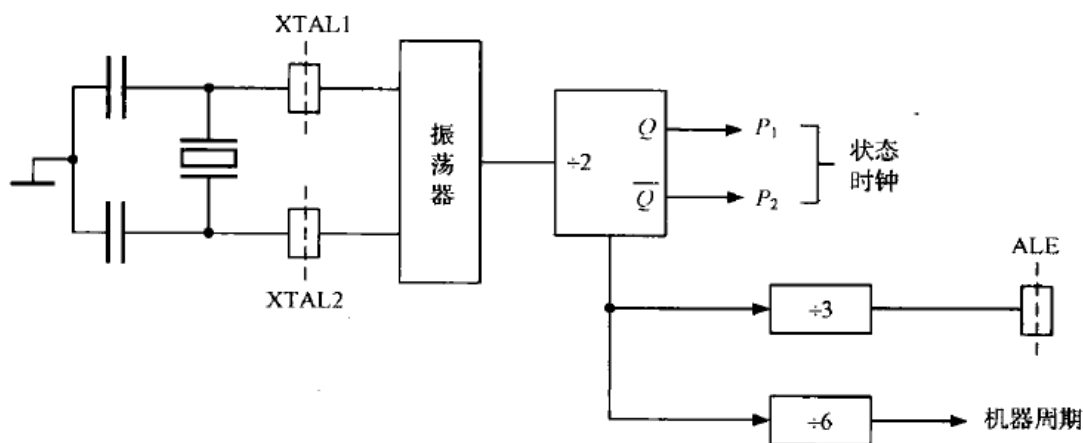 XTAL1
振荡器
÷2
Q
P₁
Q̅
P₂
状态
时钟
XTAL2
÷3
ALE
÷6
机器周期